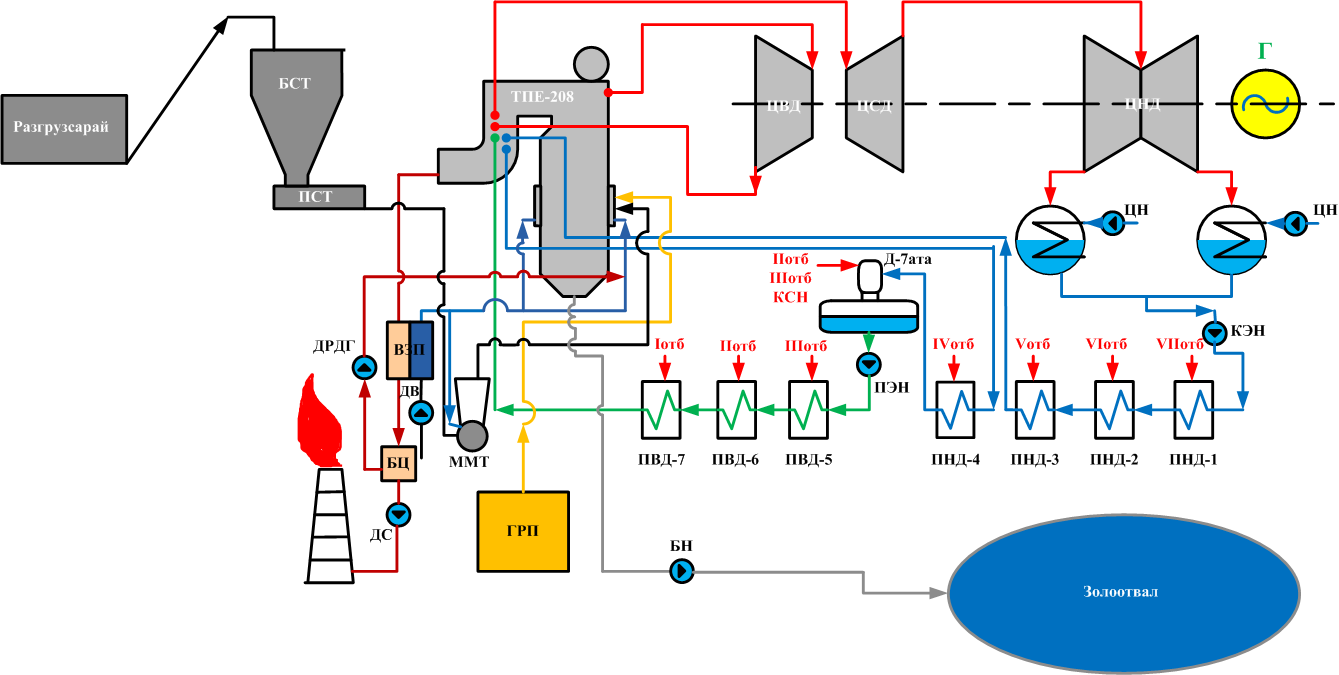 Г
БСТ
ТПЕ-208
ЦВД
ЦСД
ЦНД
Разгрузсарай
ПСТ
ЦН
ЦН
Iiотб
Д-7ата
IIIотб
КСН
КЭН
ДРДГ
ВЗП
Iотб
IIотб
IIIотб
IVотб
Vотб
VIотб
VIIотб
ДВ
ПЭН
БЦ
ММТ
ПВД-7
ПВД-6
ПВД-5
ПНД-4
ПНД-3
ПНД-2
ПНД-1
ДС
ГРП
БН
Золоотвал